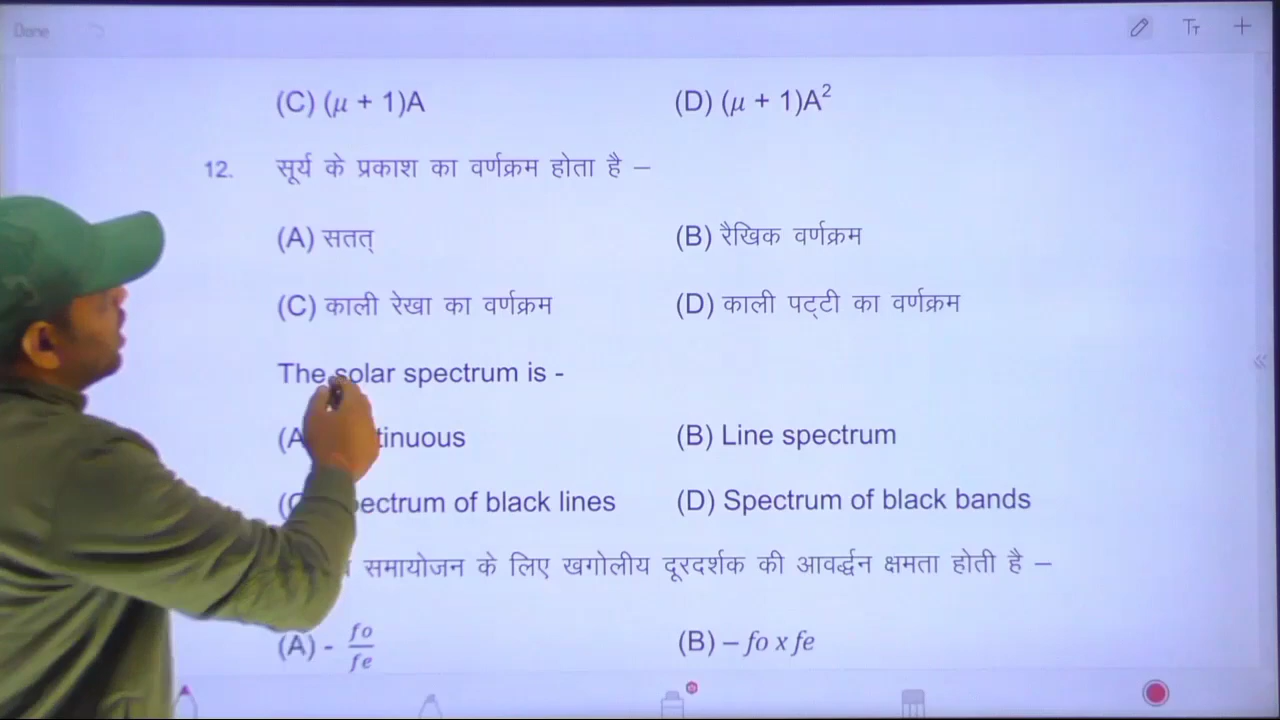 Done
(C) (μ + 1)A (D) (μ + 1)A²
12. सूर्य के प्रकाश का वर्णक्रम होता है –
(A) सतत् (B) रैखिक वर्णक्रम
(C) काली रेखा का वर्णक्रम (D) काली पट्टी का वर्णक्रम
The solar spectrum is -
(A tinuous (B) Line spectrum
pectrum of black lines (D) Spectrum of black bands
समायोजन के लिए खगोलीय दूरदर्शक की आवर्द्धन क्षमता होती है –
(A) - fo/fe (B) – fo x fe